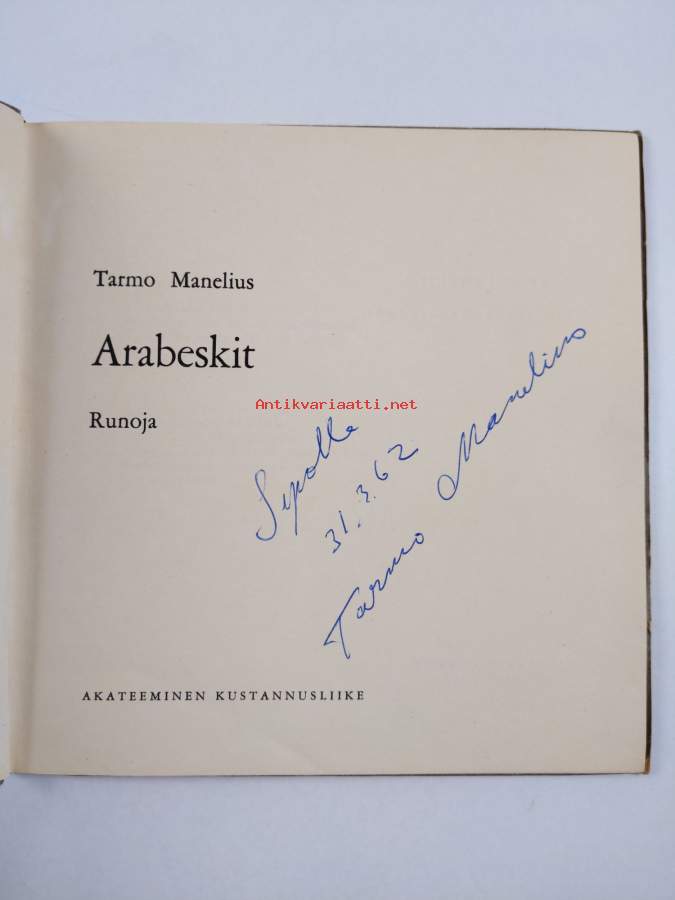 Tarmo Manelius
Arabeskit
Antikvariaatti.net
Runoja
Sepolle
31.3.62
Tarmo Manelius
AKATEEMINEN KUSTANNUSLIIKE